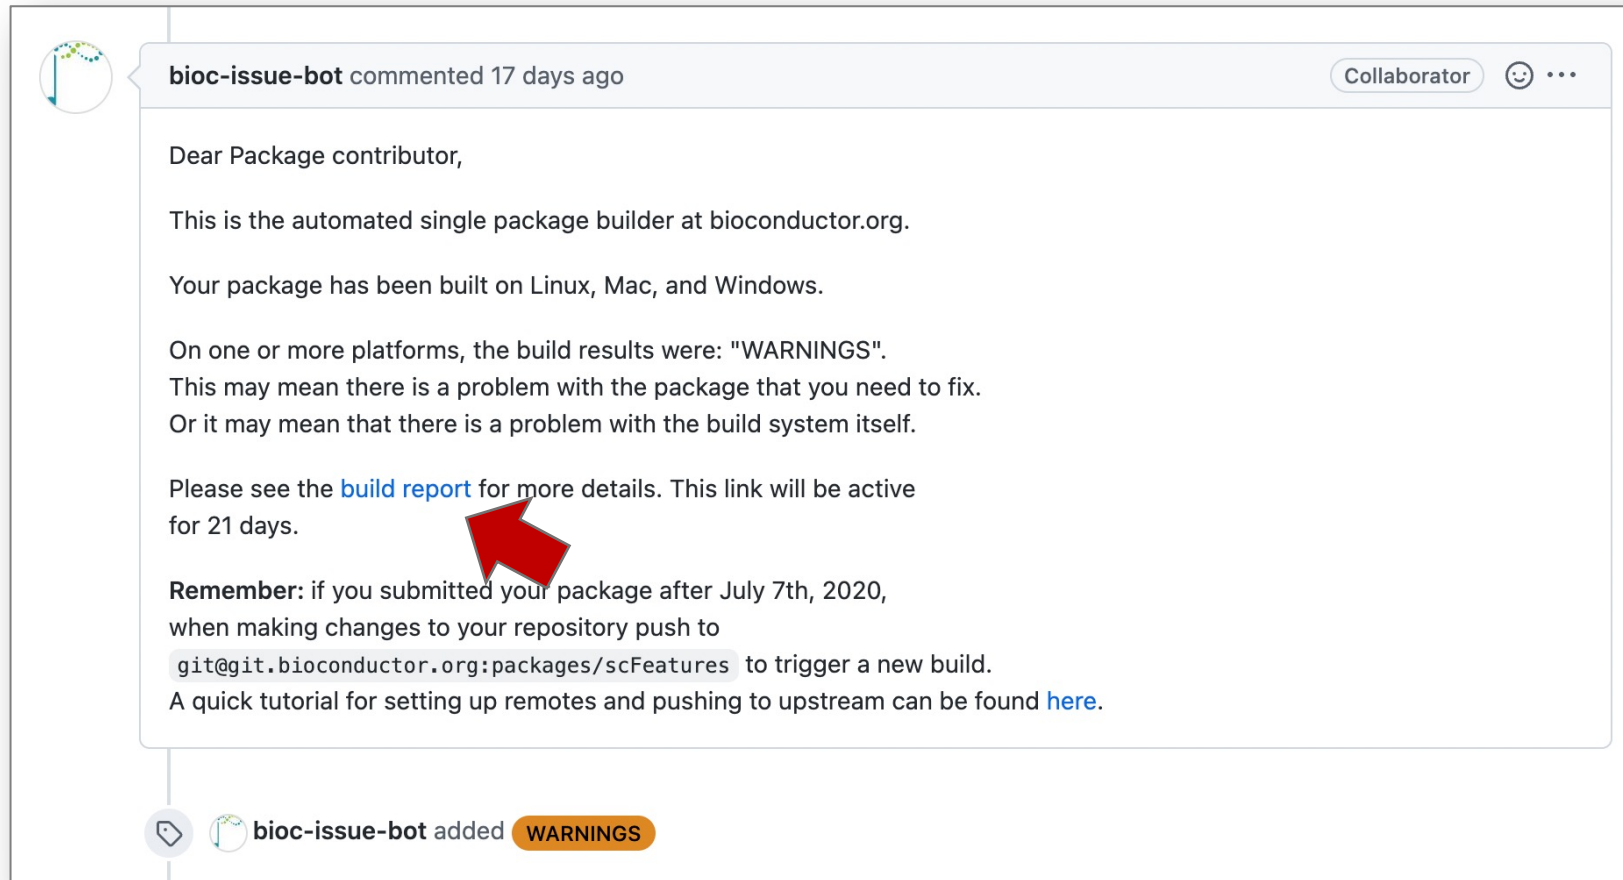 bioc-issue-bot commented 17 days ago
Collaborator
Dear Package contributor,
This is the automated single package builder at bioconductor.org.
Your package has been built on Linux, Mac, and Windows.
On one or more platforms, the build results were: "WARNINGS".
This may mean there is a problem with the package that you need to fix.
Or it may mean that there is a problem with the build system itself.
Please see the build report for more details. This link will be active
for 21 days.
Remember: if you submitted your package after July 7th, 2020,
when making changes to your repository push to
git@git.bioconductor.org:packages/scFeatures to trigger a new build.
A quick tutorial for setting up remotes and pushing to upstream can be found here.
bioc-issue-bot added WARNINGS